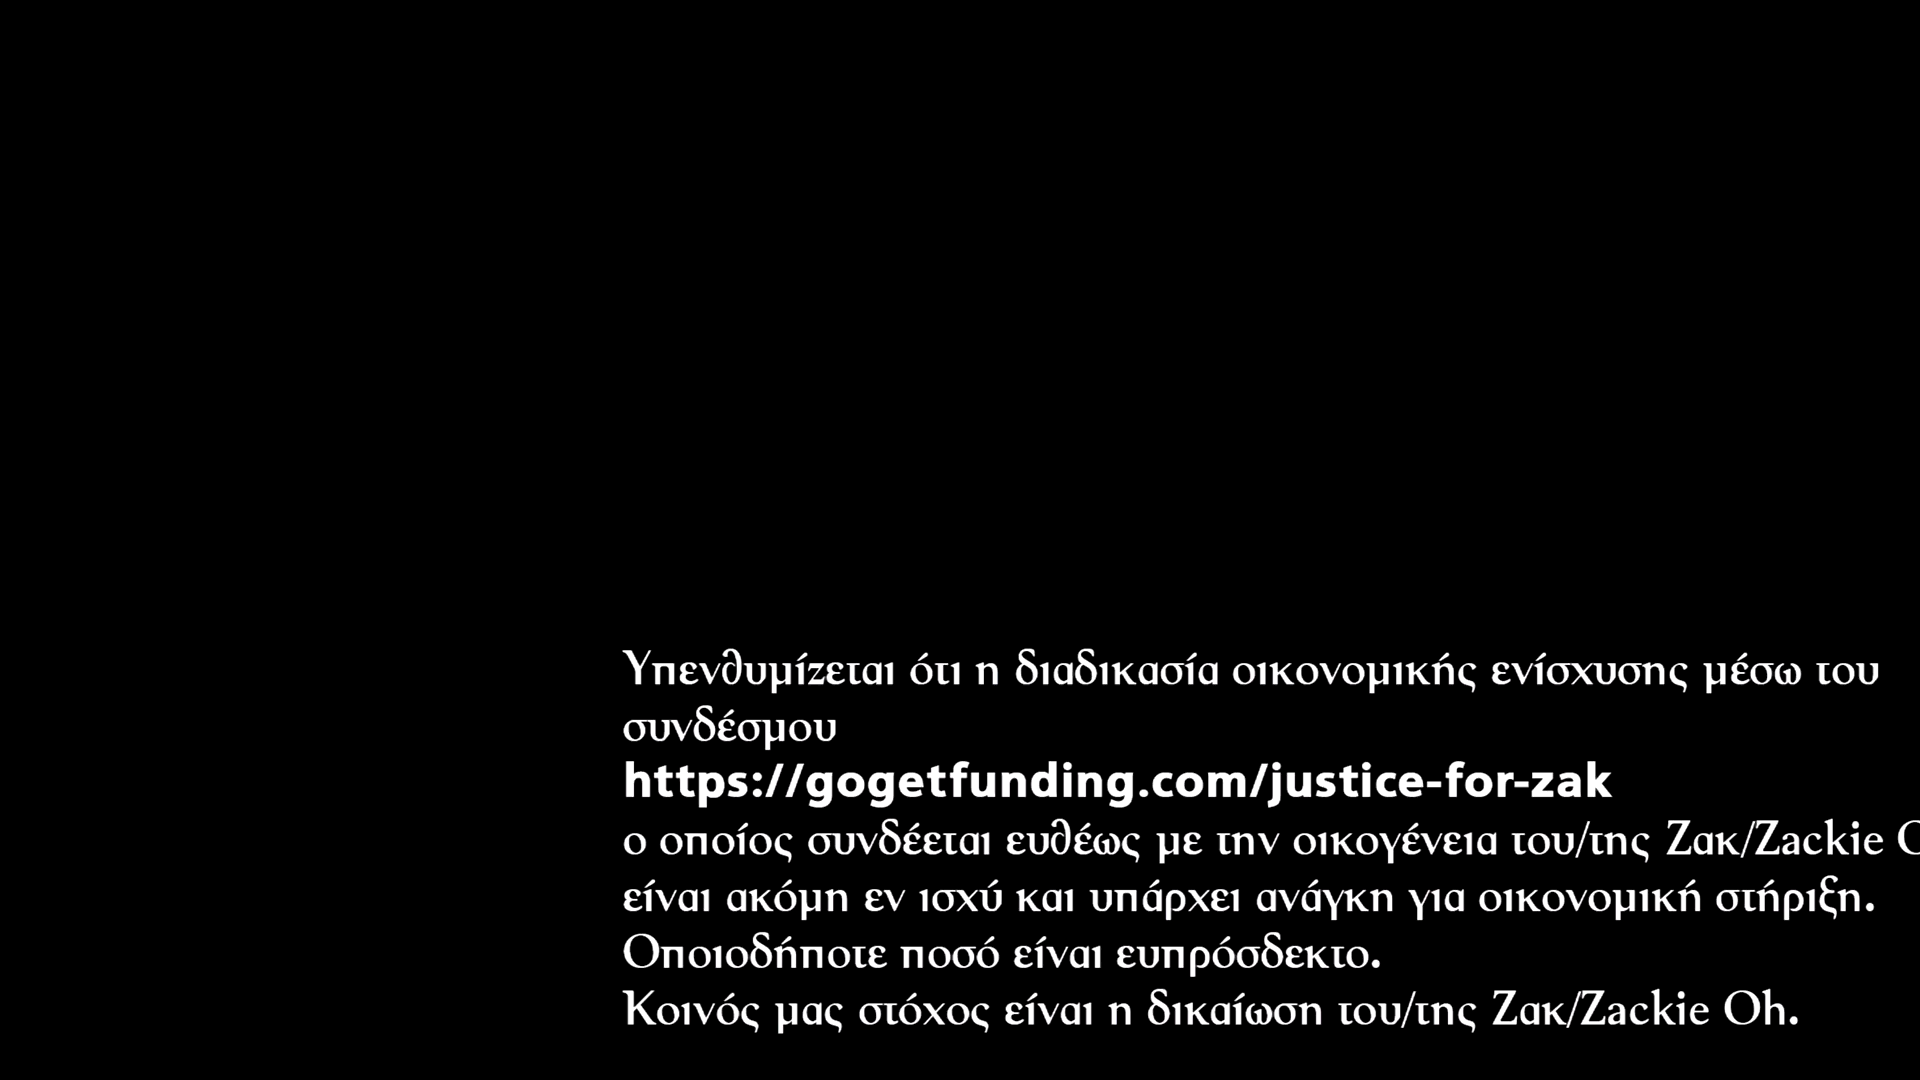 Υπενθυμίζεται ότι η διαδικασία οικονομικής ενίσχυσης μέσω του
συνδέσμου
https://gogetfunding.com/justice-for-zak
ο οποίος συνδέεται ευθέως με την οικογένεια του/της Ζακ/Zackie
είναι ακόμη εν ισχύ και υπάρχει ανάγκη για οικονομική στήριξη.
Οποιοδήποτε ποσό είναι ευπρόσδεκτο.
Κοινός μας στόχος είναι η δικαίωση του/της Ζακ/Zackie Oh.